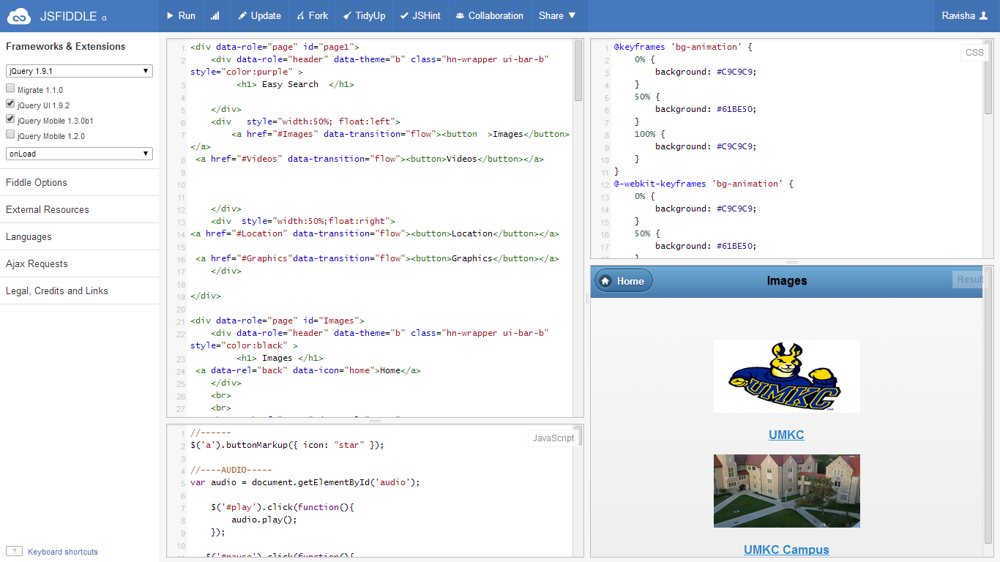 JSFIDDLE α
Run
Update
Fork
TidyUp
JSHint
Collaboration
Share ▼
Ravisha
Frameworks & Extensions
jQuery 1.9.1
Migrate 1.1.0
jQuery UI 1.9.2
jQuery Mobile 1.3.0b1
jQuery Mobile 1.2.0
onLoad
Fiddle Options
External Resources
Languages
Ajax Requests
Legal, Credits and Links
? Keyboard shortcuts
1 <div data-role="page" id="page1">
2 <div data-role="header" data-theme="b" class="hn-wrapper ui-bar-b"
style="color:purple" >
3 <h1> Easy Search </h1>
4
5 </div>
6 <div style="width:50%; float:left">
7 <a href="#Images" data-transition="flow"><button >Images</button>
</a>
8 <a href="#Videos" data-transition="flow"><button>Videos</button></a>
9
10
11
12 </div>
13 <div style="width:50%;float:right">
14 <a href="#Location" data-transition="flow"><button>Location</button></a>
15
16 <a href="#Graphics"data-transition="flow"><button>Graphics</button></a>
17 </div>
18
19 </div>
20
21 <div data-role="page" id="Images">
22 <div data-role="header" data-theme="b" class="hn-wrapper ui-bar-b"
style="color:black" >
23 <h1> Images </h1>
24 <a data-rel="back" data-icon="home">Home</a>
25 </div>
26 <br>
27 <br>
JavaScript
1 //------
2 $('a').buttonMarkup({ icon: "star" });
3
4 //----AUDIO-----
5 var audio = document.getElementById('audio');
6
7 $('#play').click(function(){
8 audio.play();
9 });
10
$('#pause').click(function(){
CSS
1 @keyframes 'bg-animation' {
2 0% {
3 background: #C9C9C9;
4 }
5 50% {
6 background: #61BE50;
7 }
8 100% {
9 background: #C9C9C9;
10 }
11 }
12 @-webkit-keyframes 'bg-animation' {
13 0% {
14 background: #C9C9C9;
15 }
16 50% {
17 background: #61BE50;
}
Home
Images
Result
UMKC
UMKC
UMKC Campus